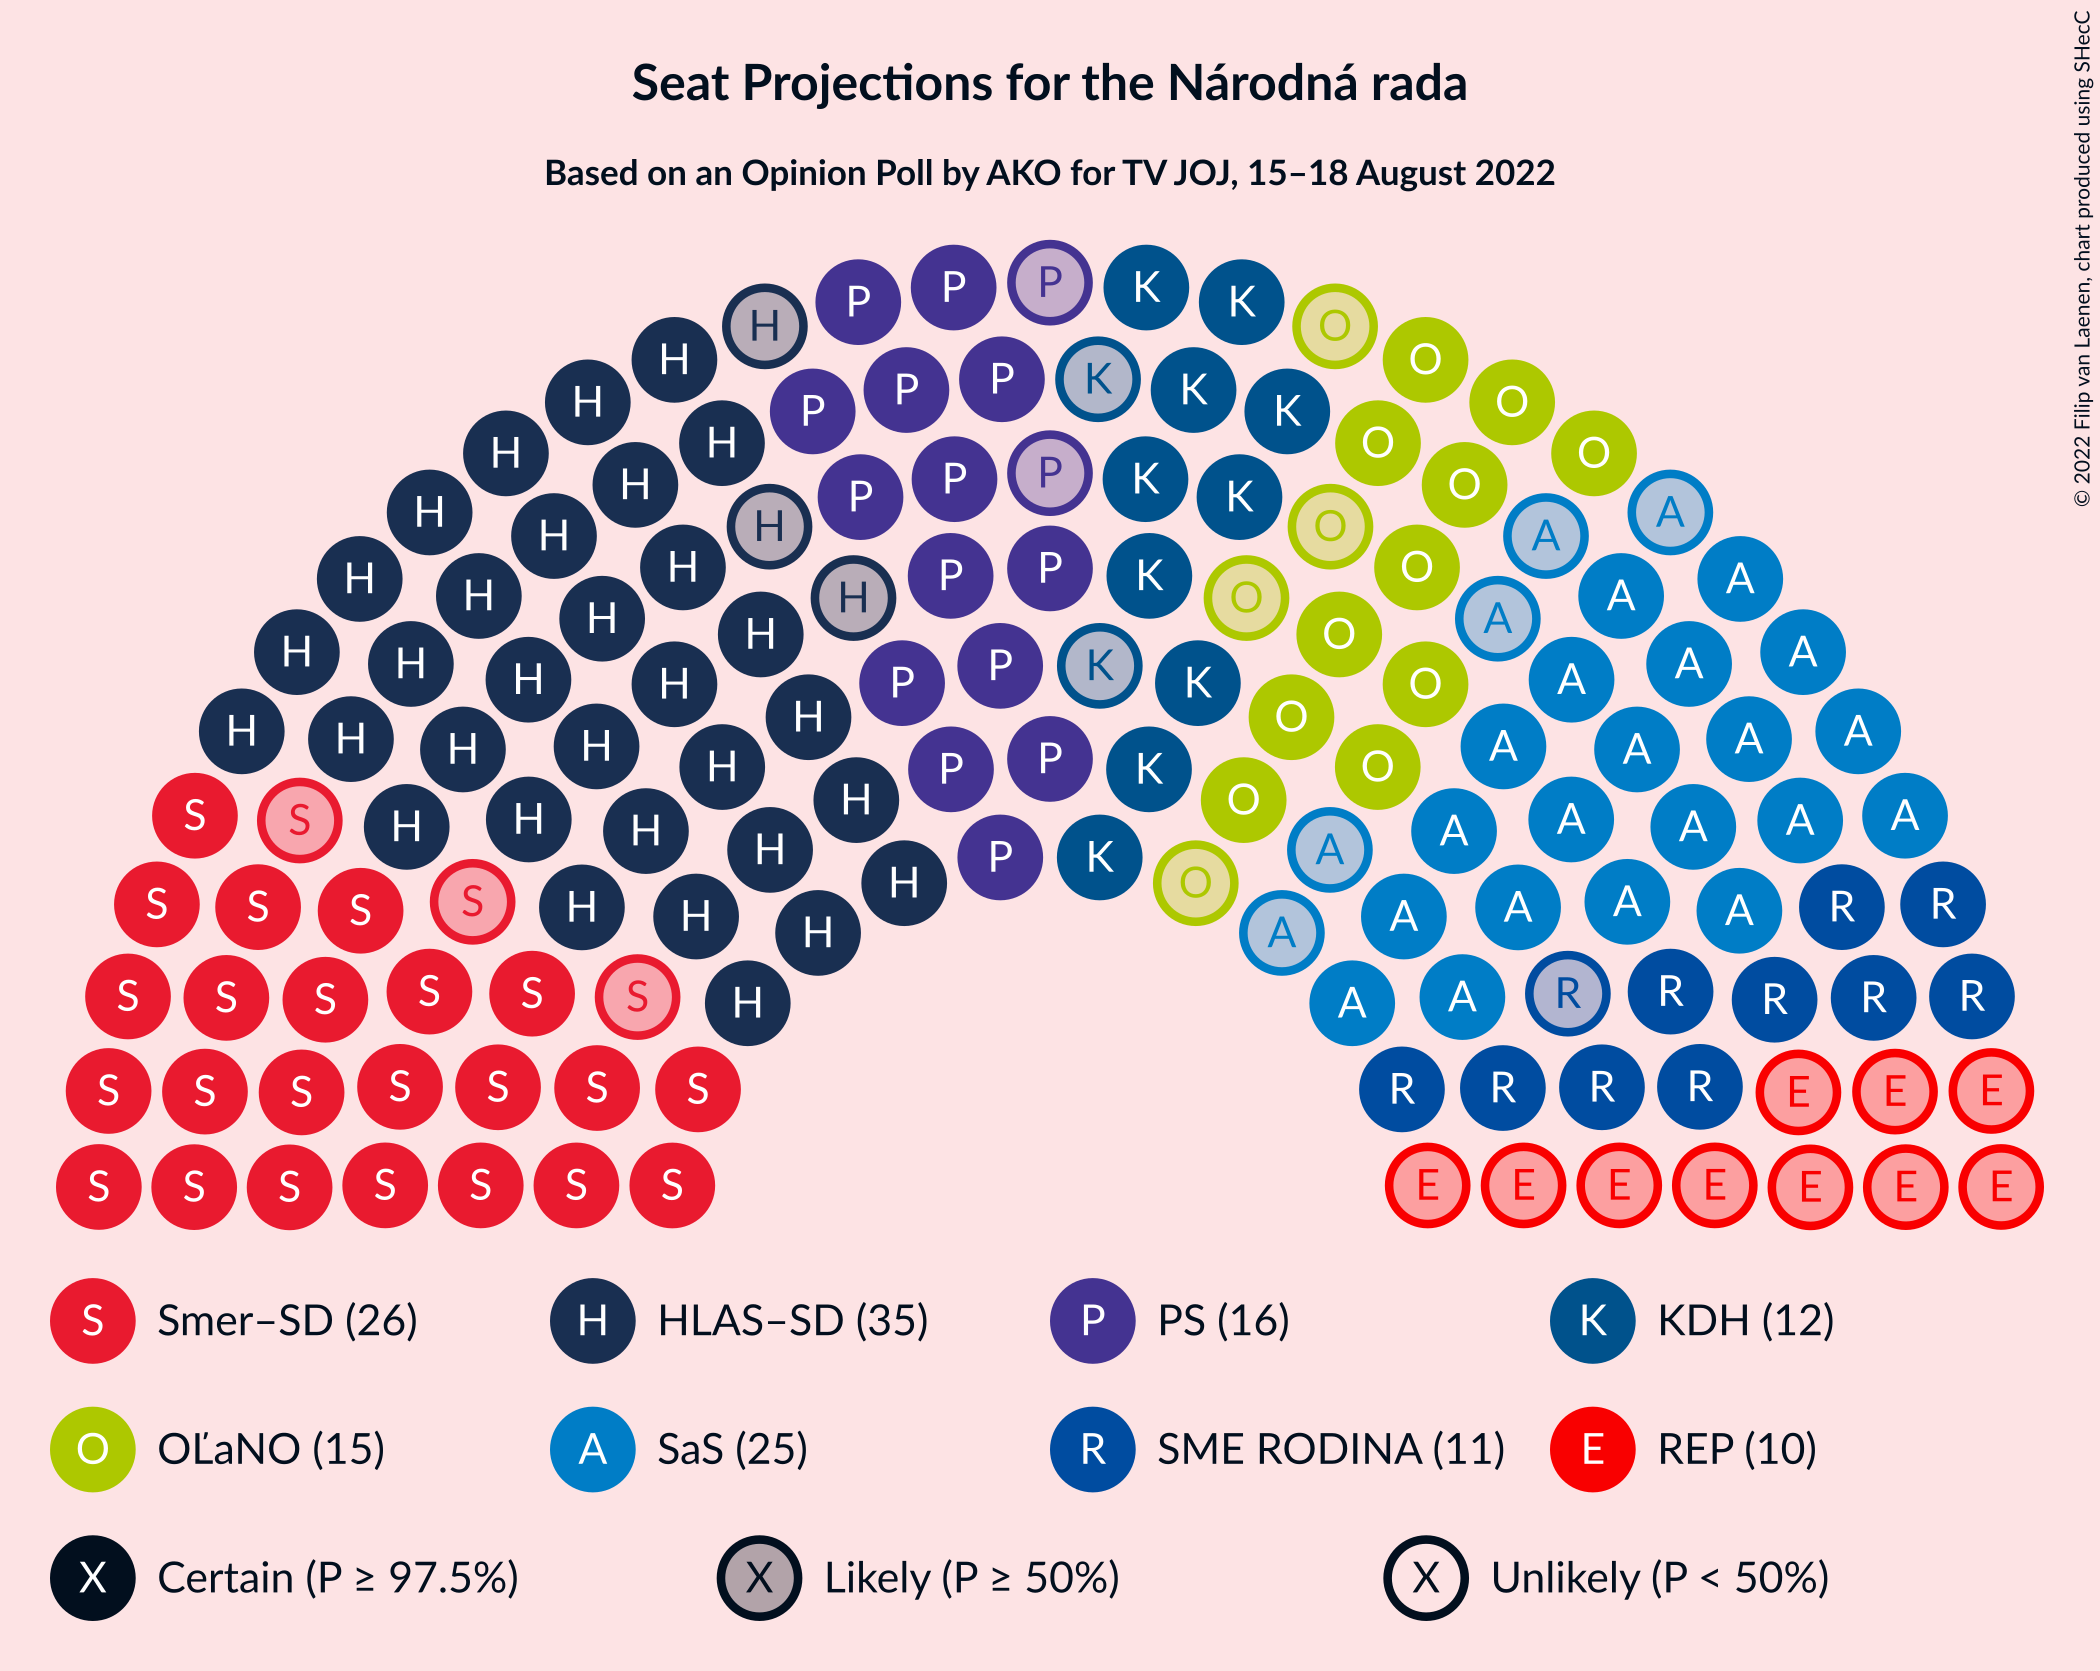 Seat Projections for the Národná rada
Based on an Opinion Poll by AKO for TV JOJ, 15–18 August 2022
© 2022 Filip van Laenen, chart produced using SHecC
P P P K K
H O
H O
H P P P K K K O
H H H O O O
H P P P K K O A
H H H P P K O O A
H H H H H O O A A A
H H H H P P K K O A A A
H H H H H P P K O O A A A A
S S H H H H H P K O O A A A A A A
H O
S S S S H H H A A A A A R R
S S S S S S H A A R R R R R
S S S S S S S R R R R E E E
S S S S S S S E E E E E E E
S Smer–SD (26) H HLAS–SD (35) P PS (16) K KDH (12)
O OĽaNO (15) A SaS (25) R SME RODINA (11) E REP (10)
X Certain (P ≥ 97.5%) X Likely (P ≥ 50%) X Unlikely (P < 50%)